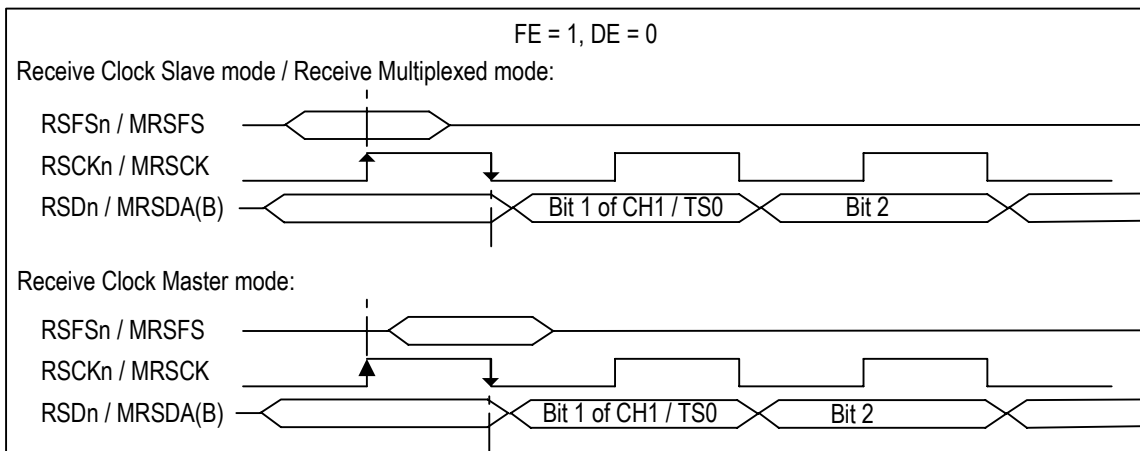 FE = 1, DE = 0
Receive Clock Slave mode / Receive Multiplexed mode:
RSFSn / MRSFS
RSCKn / MRSCK
RSDn / MRSDA(B)
Bit 1 of CH1 / TS0
Bit 2
Receive Clock Master mode:
RSFSn / MRSFS
RSCKn / MRSCK
RSDn / MRSDA(B)
Bit 1 of CH1 / TS0
Bit 2